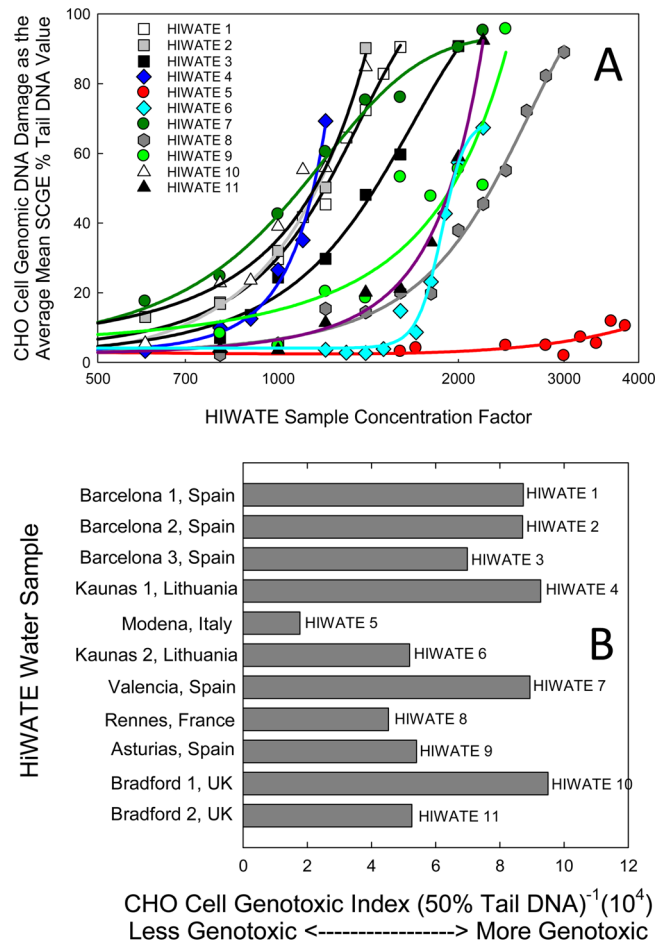 CHO Cell Genomic DNA Damage as the
Average Mean SCGE % Tail DNA Value
100
80
60
40
20
0
HIWATE 1
HIWATE 2
HIWATE 3
HIWATE 4
HIWATE 5
HIWATE 6
HIWATE 7
HIWATE 8
HIWATE 9
HIWATE 10
HIWATE 11
A
500 700 1000 2000 3000 4000
HIWATE Sample Concentration Factor
HiWATE Water Sample
Barcelona 1, Spain HIWATE 1
Barcelona 2, Spain HIWATE 2
Barcelona 3, Spain HIWATE 3
Kaunas 1, Lithuania HIWATE 4
Modena, Italy HIWATE 5
Kaunas 2, Lithuania HIWATE 6
B
Valencia, Spain HIWATE 7
Rennes, France HIWATE 8
Asturias, Spain HIWATE 9
Bradford 1, UK HIWATE 10
Bradford 2, UK HIWATE 11
0 2 4 6 8 10 12
CHO Cell Genotoxic Index (50% Tail DNA)⁻¹(10⁴)
Less Genotoxic <------------------> More Genotoxic